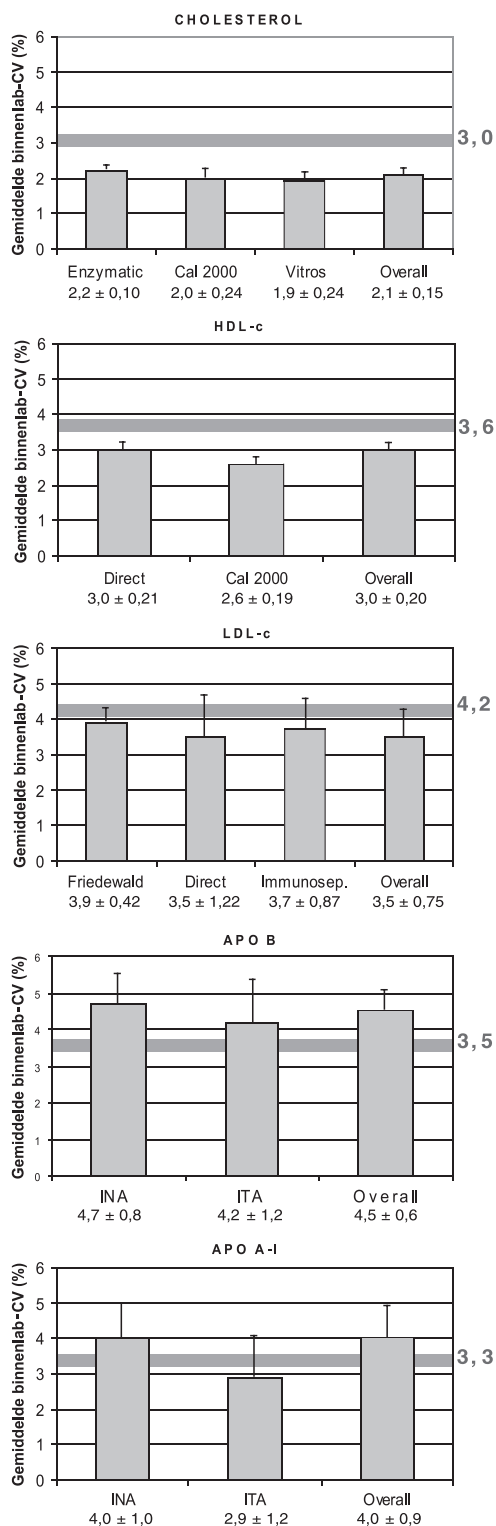 CHOLESTEROL
Gemiddelde binnenlab-CV (%)
6
5
4
3
2
1
0
3,0
Enzymatic Cal 2000 Vitros Overall
2,2 ± 0,10 2,0 ± 0,24 1,9 ± 0,24 2,1 ± 0,15
HDL-c
Gemiddelde binnenlab-CV (%)
6
5
4
3
2
1
0
3,6
Direct Cal 2000 Overall
3,0 ± 0,21 2,6 ± 0,19 3,0 ± 0,20
LDL-c
Gemiddelde binnenlab-CV (%)
6
5
4
3
2
1
0
4,2
Friedewald Direct Immunosep. Overall
3,9 ± 0,42 3,5 ± 1,22 3,7 ± 0,87 3,5 ± 0,75
APO B
Gemiddelde binnenlab-CV (%)
6
5
4
3
2
1
0
3,5
INA ITA Overall
4,7 ± 0,8 4,2 ± 1,2 4,5 ± 0,6
APO A-I
Gemiddelde binnenlab-CV (%)
6
5
4
3
2
1
0
3,3
INA ITA Overall
4,0 ± 1,0 2,9 ± 1,2 4,0 ± 0,9